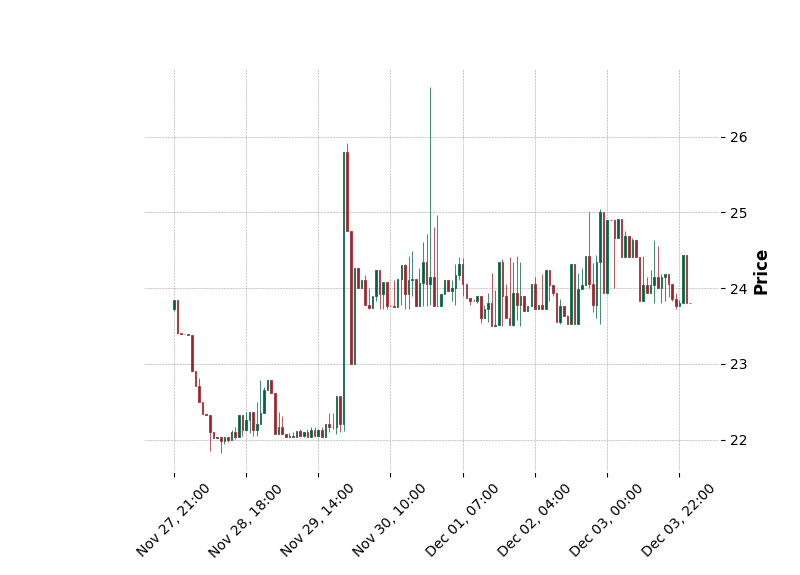 26
25
24
23
22
Price
Nov 27, 21:00
Nov 28, 18:00
Nov 29, 14:00
Nov 30, 10:00
Dec 01, 07:00
Dec 02, 04:00
Dec 03, 00:00
Dec 03, 22:00